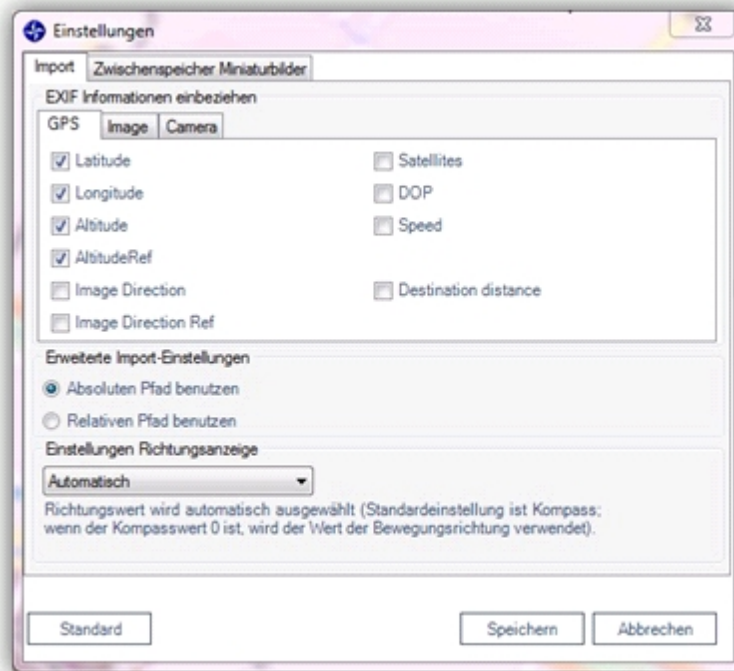 Einstellungen
Import Zwischenspeicher Miniaturbilder
EXIF Informationen einbeziehen
GPS Image Camera
Latitude Satellites
Longitude DOP
Altitude Speed
AltitudeRef
Image Direction Destination distance
Image Direction Ref
Erweiterte Import-Einstellungen
Absoluten Pfad benutzen
Relativen Pfad benutzen
Einstellungen Richtungsanzeige
Automatisch
Richtungswert wird automatisch ausgewählt (Standardeinstellung ist Kompass;
wenn der Kompasswert 0 ist, wird der Wert der Bewegungsrichtung verwendet).
Standard Speichern Abbrechen